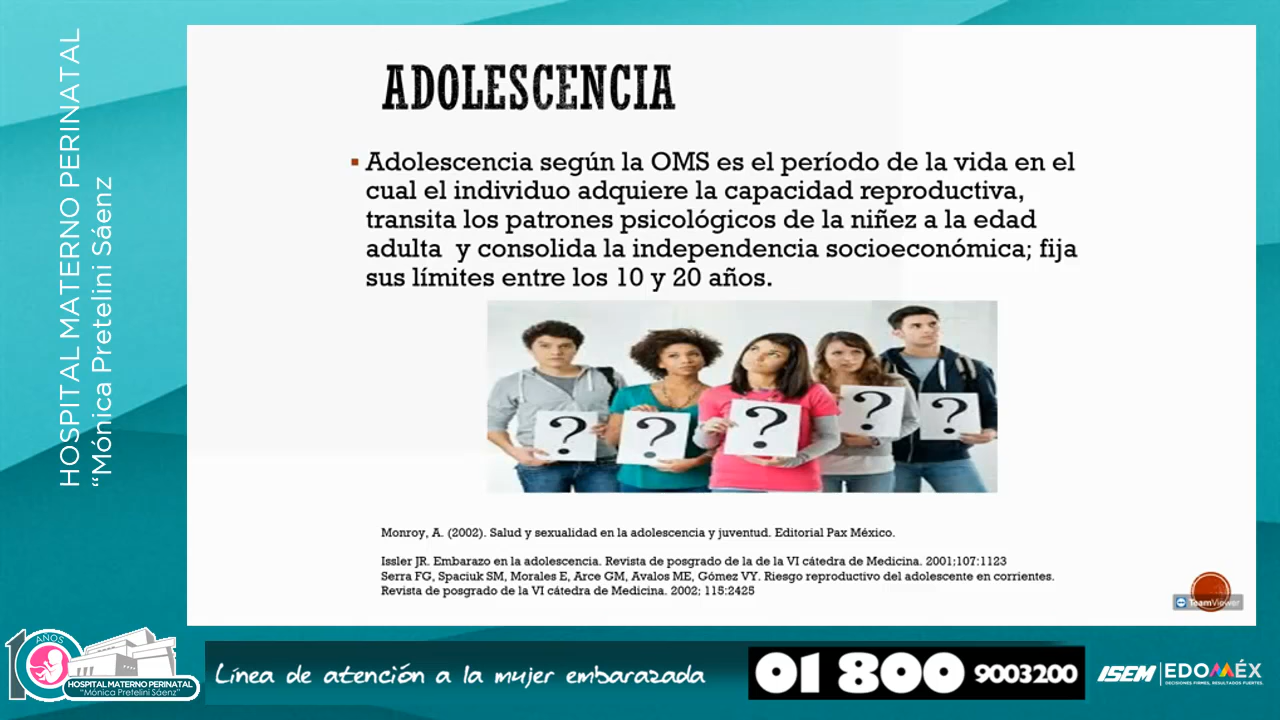 HOSPITAL MATERNO PERINATAL
“Mónica Pretelini Sáenz
ADOLESCENCIA
▪ Adolescencia según la OMS es el período de la vida en el
cual el individuo adquiere la capacidad reproductiva,
transita los patrones psicológicos de la niñez a la edad
adulta y consolida la independencia socioeconómica; fija
sus límites entre los 10 y 20 años.
? ? ? ? ?
Monroy, A. (2002). Salud y sexualidad en la adolescencia y juventud. Editorial Pax México.
Issler JR. Embarazo en la adolescencia. Revista de posgrado de la de la VI cátedra de Medicina. 2001;107:1123
Serra FG, Spaciuk SM, Morales E, Arce GM, Avalos ME, Gómez VY. Riesgo reproductivo del adolescente en corrientes.
Revista de posgrado de la VI cátedra de Medicina. 2002; 115:2425
TeamViewer
10 AÑOS
HOSPITAL MATERNO PERINATAL
“Mónica Pretelini Sáenz”
Línea de atención a la mujer embarazada
01 800 9003200
ISEM
EDOMÉX
DECISIONES FIRMES, RESULTADOS FUERTES.